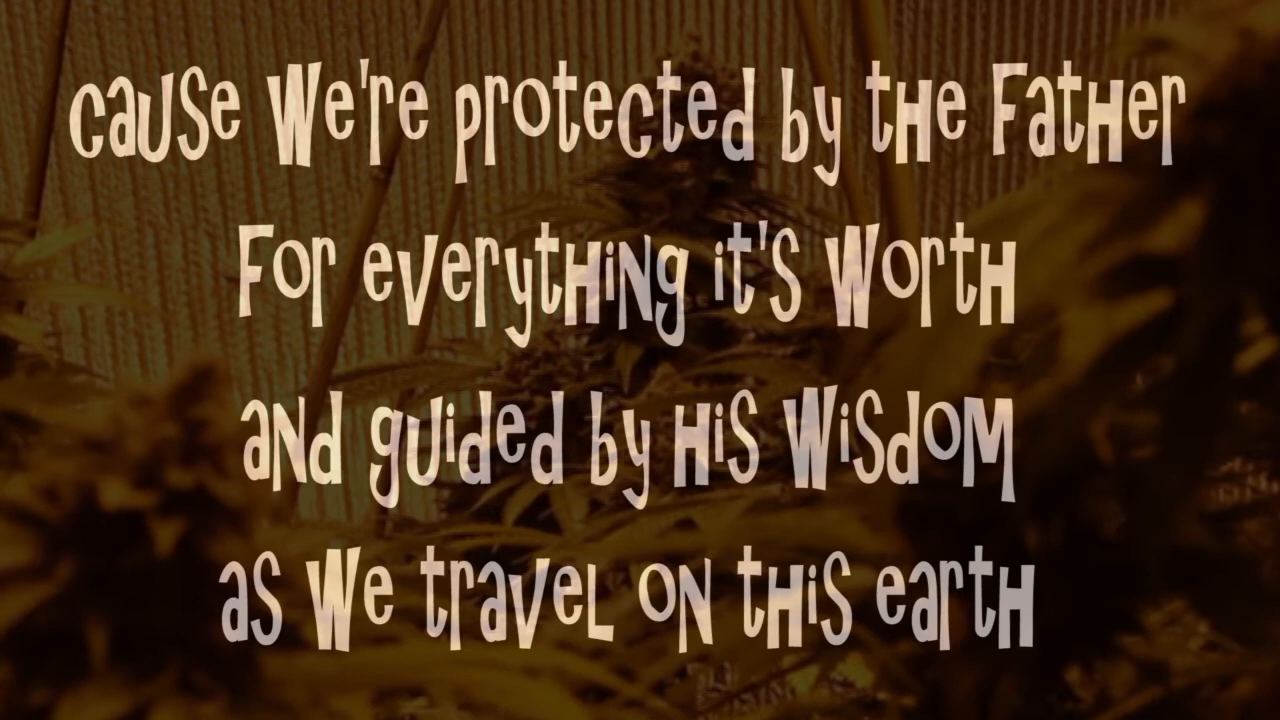 cause We're protected by the Father
For everything it's Worth
and guided by His Wisdom
as We travel on this earth